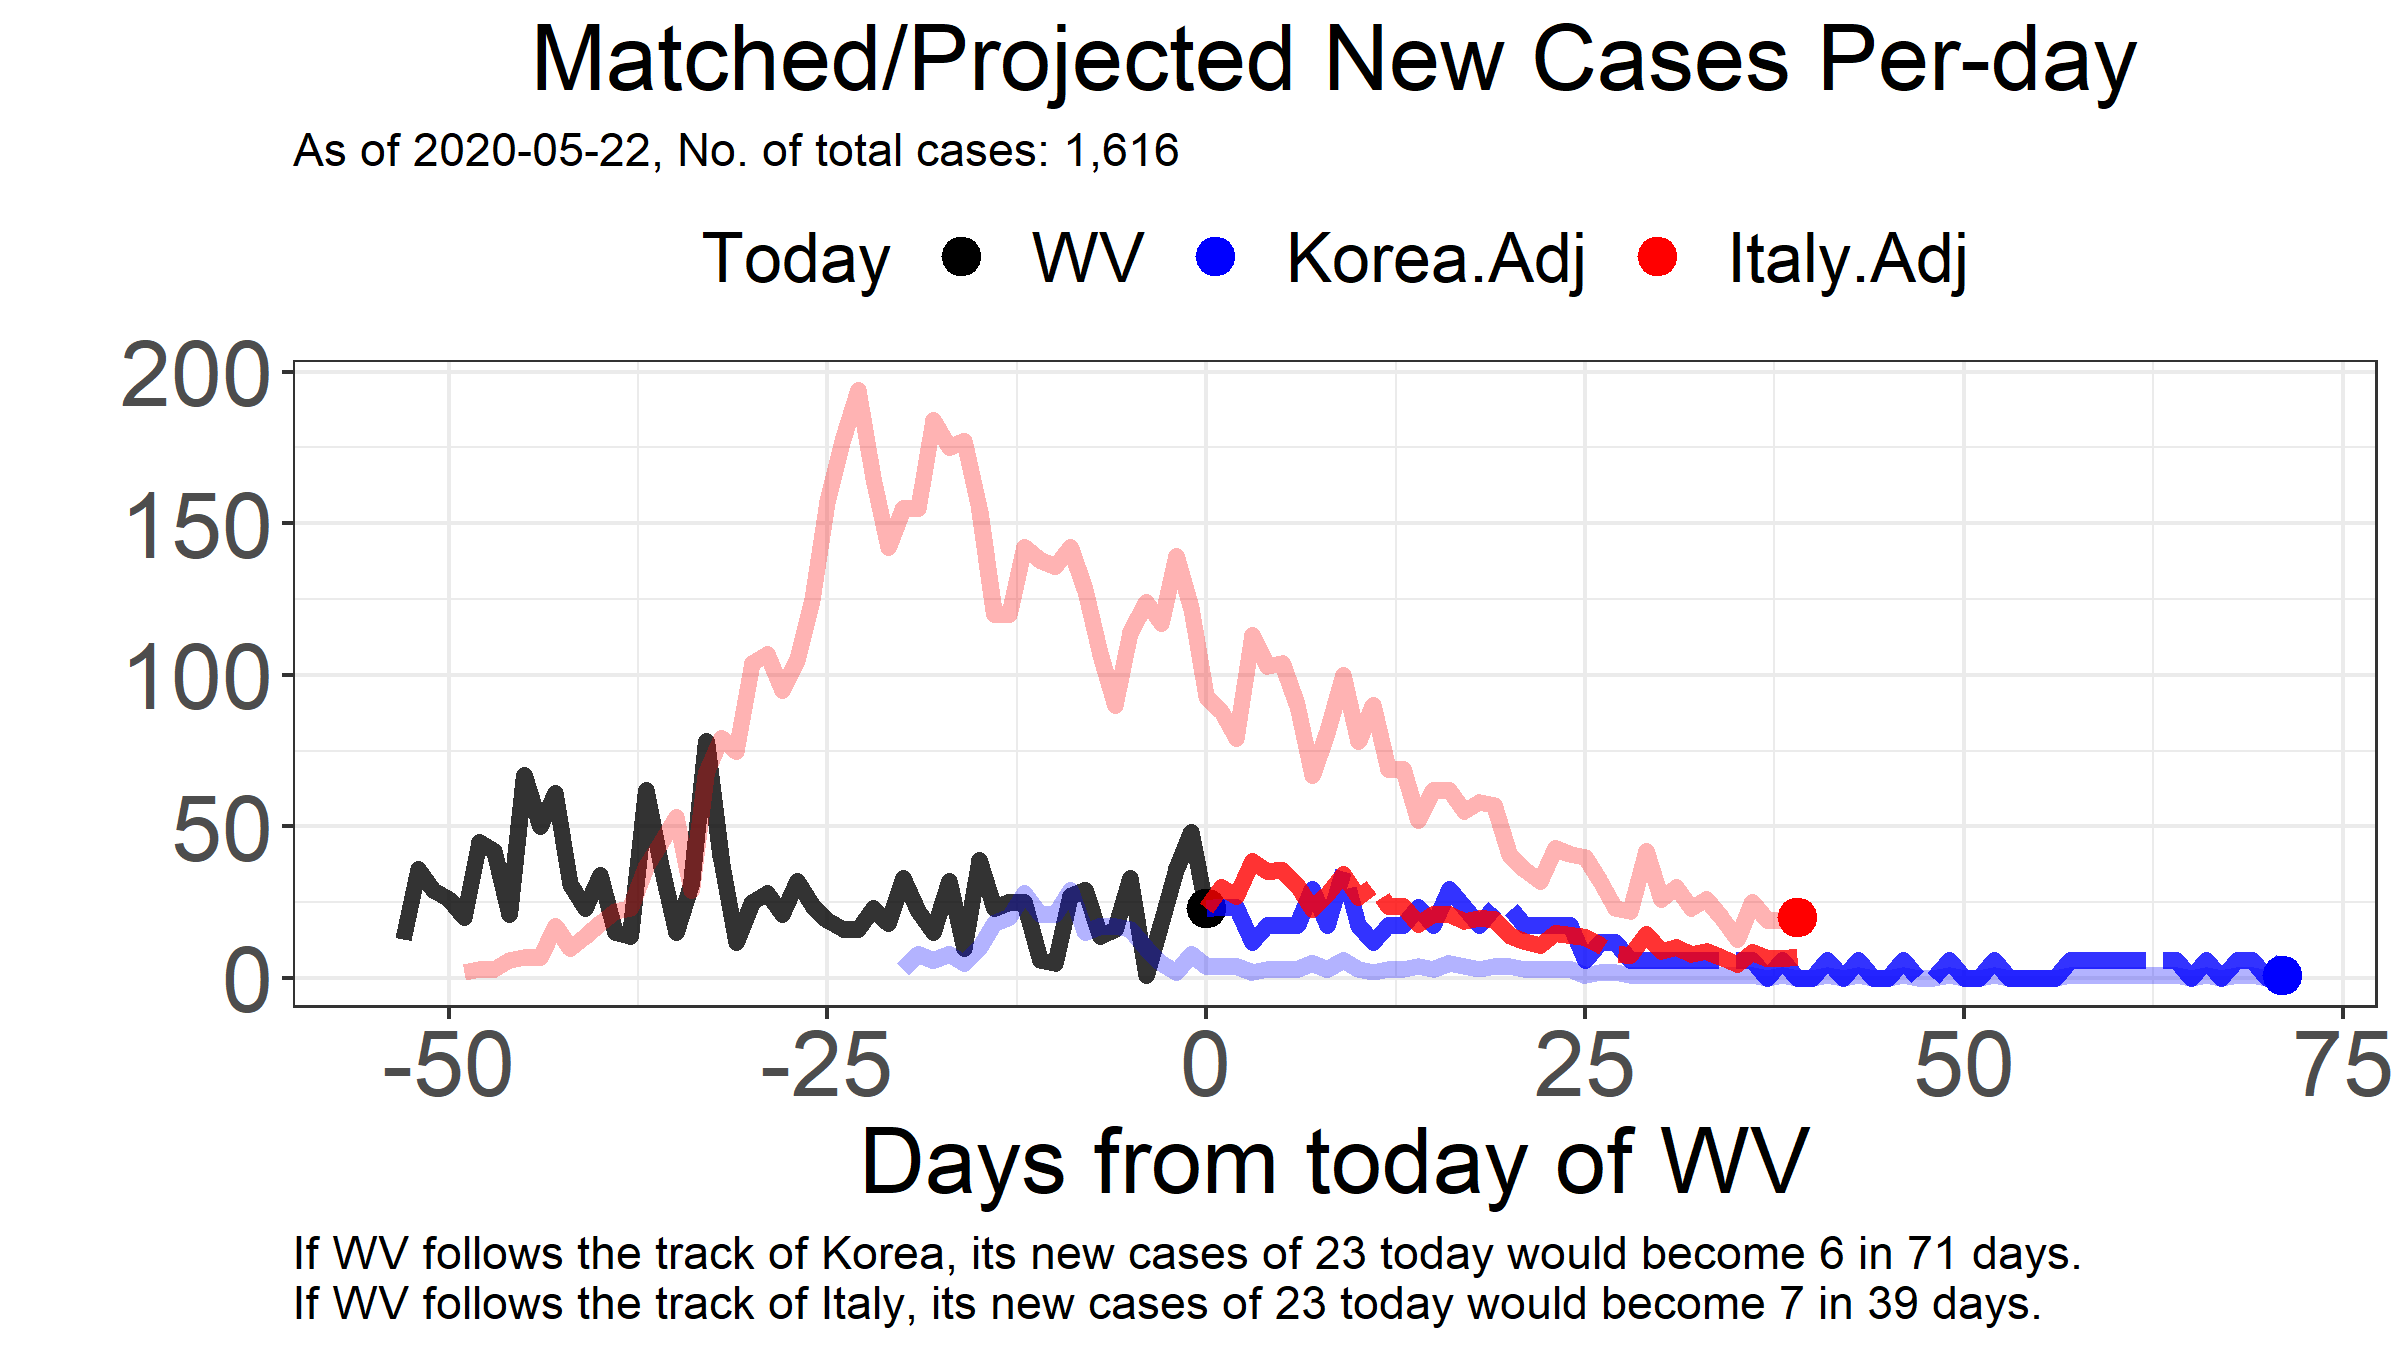 Matched/Projected New Cases Per-day
As of 2020-05-22, No. of total cases: 1,616
Today WV Korea.Adj Italy.Adj
200
150
100
50
0
-50 -25 0 25 50 75
Days from today of WV
If WV follows the track of Korea, its new cases of 23 today would become 6 in 71 days.
If WV follows the track of Italy, its new cases of 23 today would become 7 in 39 days.